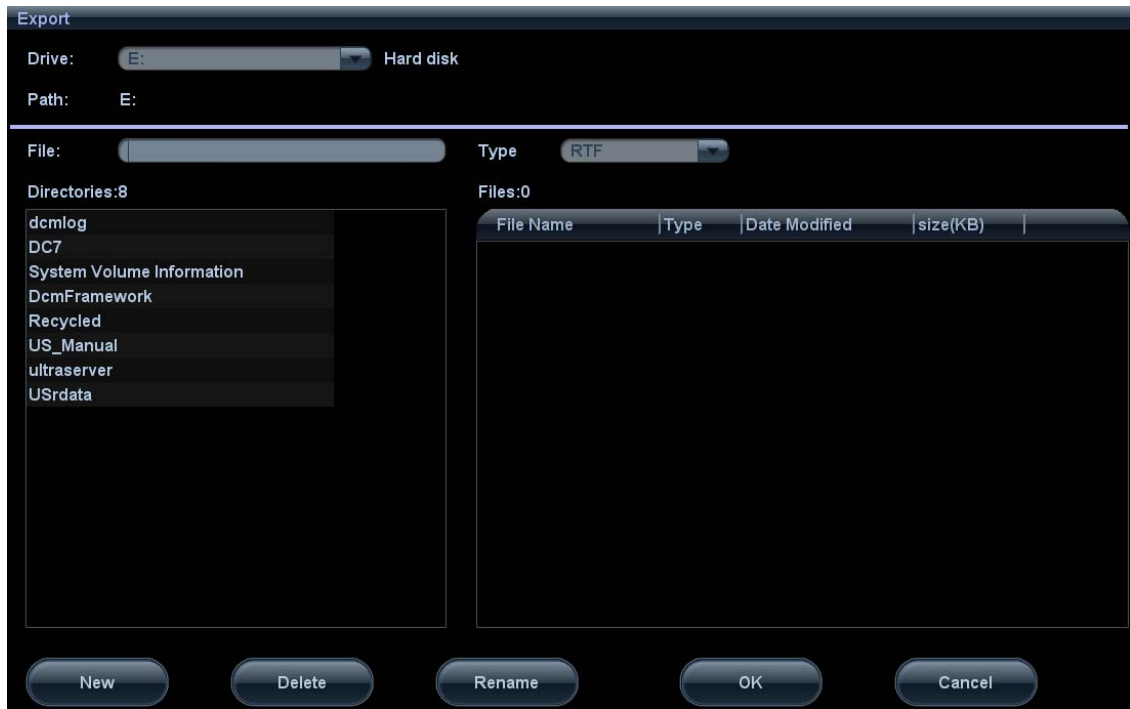 Export
Drive: E: Hard disk
Path: E:
File: Type RTF
Directories:8 Files:0
File Name Type Date Modified size(KB)
dcmlog
DC7
System Volume Information
DcmFramework
Recycled
US_Manual
ultraserver
USrdata
New Delete Rename OK Cancel